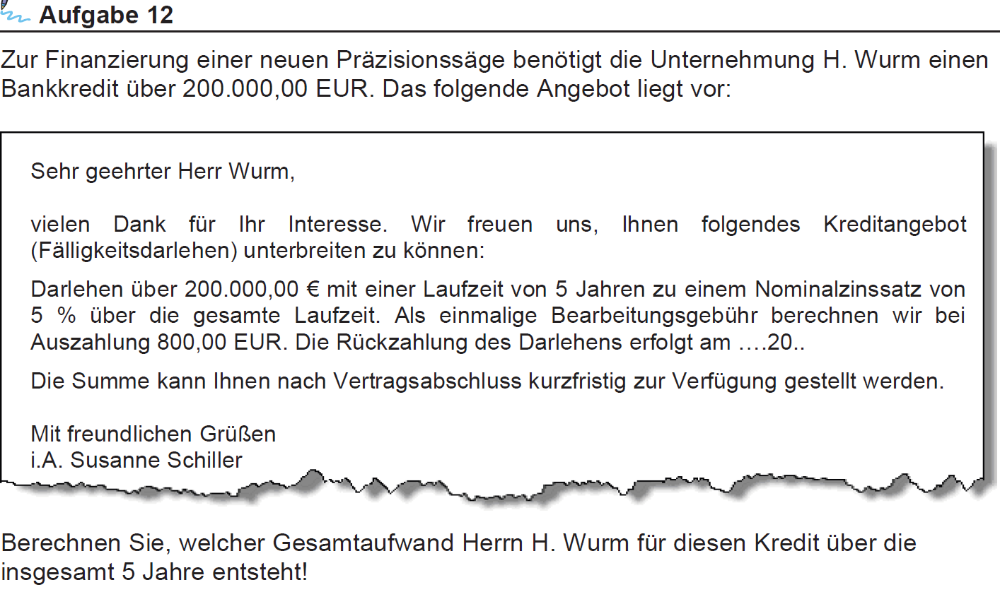 Aufgabe 12
Zur Finanzierung einer neuen Präzisionssäge benötigt die Unternehmung H. Wurm einen
Bankkredit über 200.000,00 EUR. Das folgende Angebot liegt vor:
Sehr geehrter Herr Wurm,
vielen Dank für Ihr Interesse. Wir freuen uns, Ihnen folgendes Kreditangebot
(Fälligkeitsdarlehen) unterbreiten zu können:
Darlehen über 200.000,00 € mit einer Laufzeit von 5 Jahren zu einem Nominalzinssatz von
5 % über die gesamte Laufzeit. Als einmalige Bearbeitungsgebühr berechnen wir bei
Auszahlung 800,00 EUR. Die Rückzahlung des Darlehens erfolgt am ....20..
Die Summe kann Ihnen nach Vertragsabschluss kurzfristig zur Verfügung gestellt werden.
Mit freundlichen Grüßen
i.A. Susanne Schiller
Berechnen Sie, welcher Gesamtaufwand Herrn H. Wurm für diesen Kredit über die
insgesamt 5 Jahre entsteht!